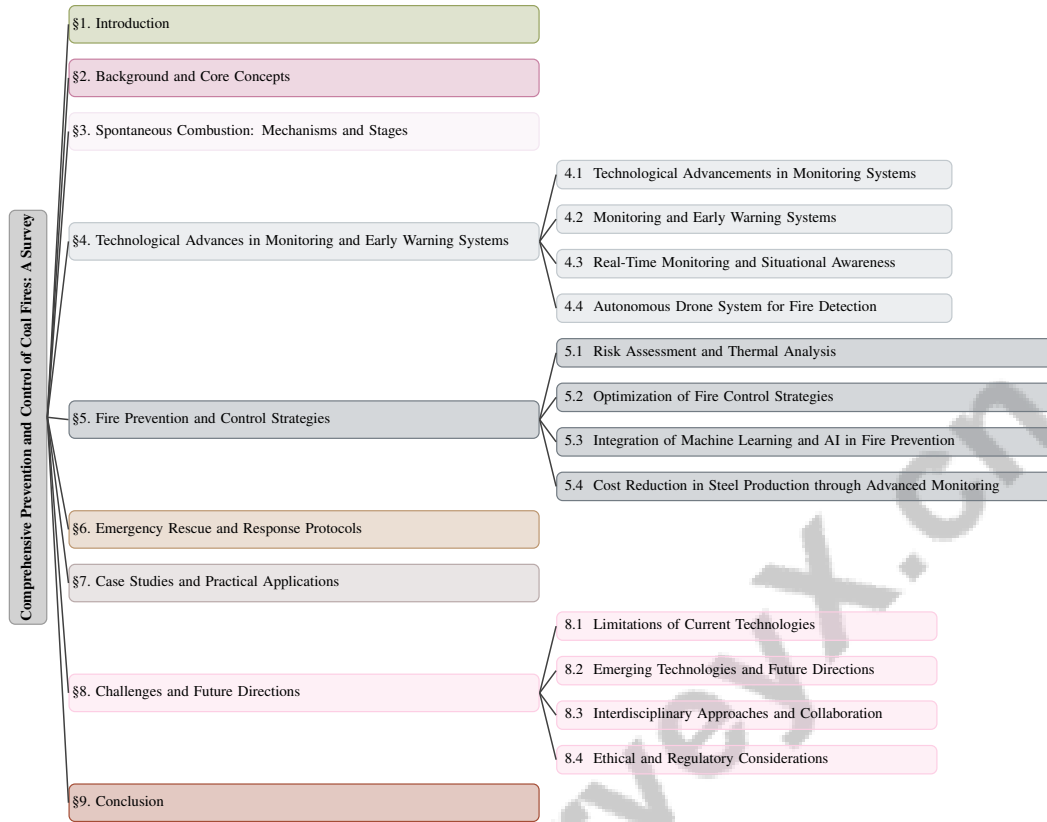 Comprehensive Prevention and Control of Coal Fires: A Survey
§1. Introduction
§2. Background and Core Concepts
§3. Spontaneous Combustion: Mechanisms and Stages
§4. Technological Advances in Monitoring and Early Warning Systems
4.1 Technological Advancements in Monitoring Systems
4.2 Monitoring and Early Warning Systems
4.3 Real-Time Monitoring and Situational Awareness
4.4 Autonomous Drone System for Fire Detection
§5. Fire Prevention and Control Strategies
5.1 Risk Assessment and Thermal Analysis
5.2 Optimization of Fire Control Strategies
5.3 Integration of Machine Learning and AI in Fire Prevention
5.4 Cost Reduction in Steel Production through Advanced Monitoring
§6. Emergency Rescue and Response Protocols
§7. Case Studies and Practical Applications
§8. Challenges and Future Directions
8.1 Limitations of Current Technologies
8.2 Emerging Technologies and Future Directions
8.3 Interdisciplinary Approaches and Collaboration
8.4 Ethical and Regulatory Considerations
§9. Conclusion
rveyx.cn